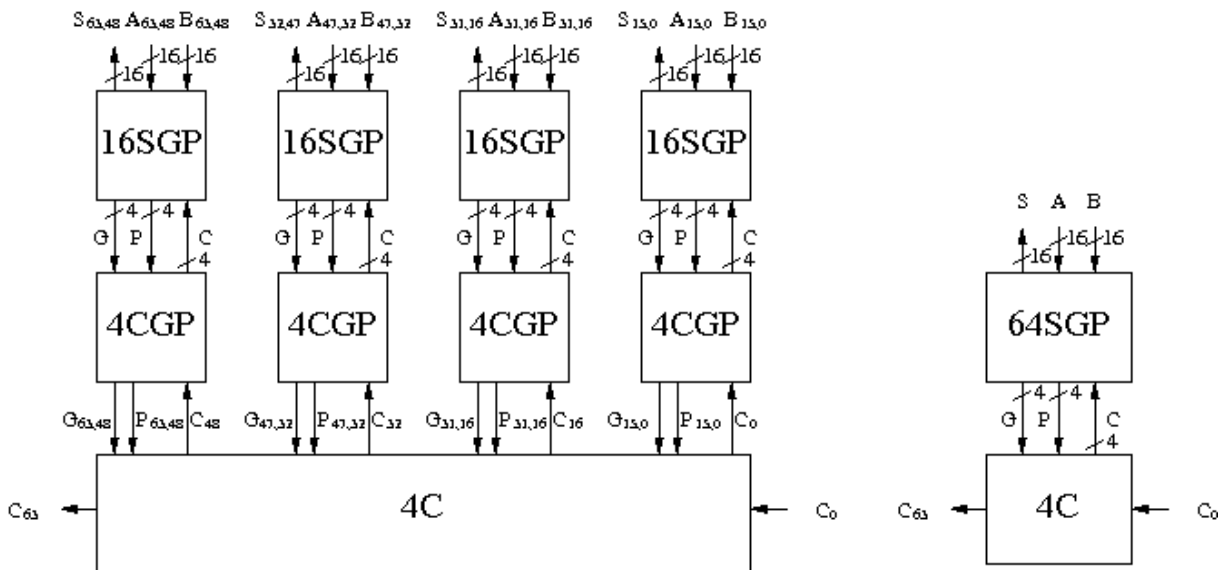 S63,48 A63,48 B63,48 S32,47 A47,32 B47,32 S31,16 A31,16 B31,16 S15,0 A15,0 B15,0
16 16 16 16 16 16 16 16
16 16 16 16
16SGP 16SGP 16SGP 16SGP
S A B
4 4 4 4 4 4 4 4
G P C G P C G P C G P C
16 16
4 4 4 4
16
4CGP 4CGP 4CGP 4CGP 64SGP
4 4
G63,48 P63,48 C48 G47,32 P47,32 C32 G31,16 P31,16 C16 G15,0 P15,0 C0 G P C
4
C63 4C C0 C63 4C C0